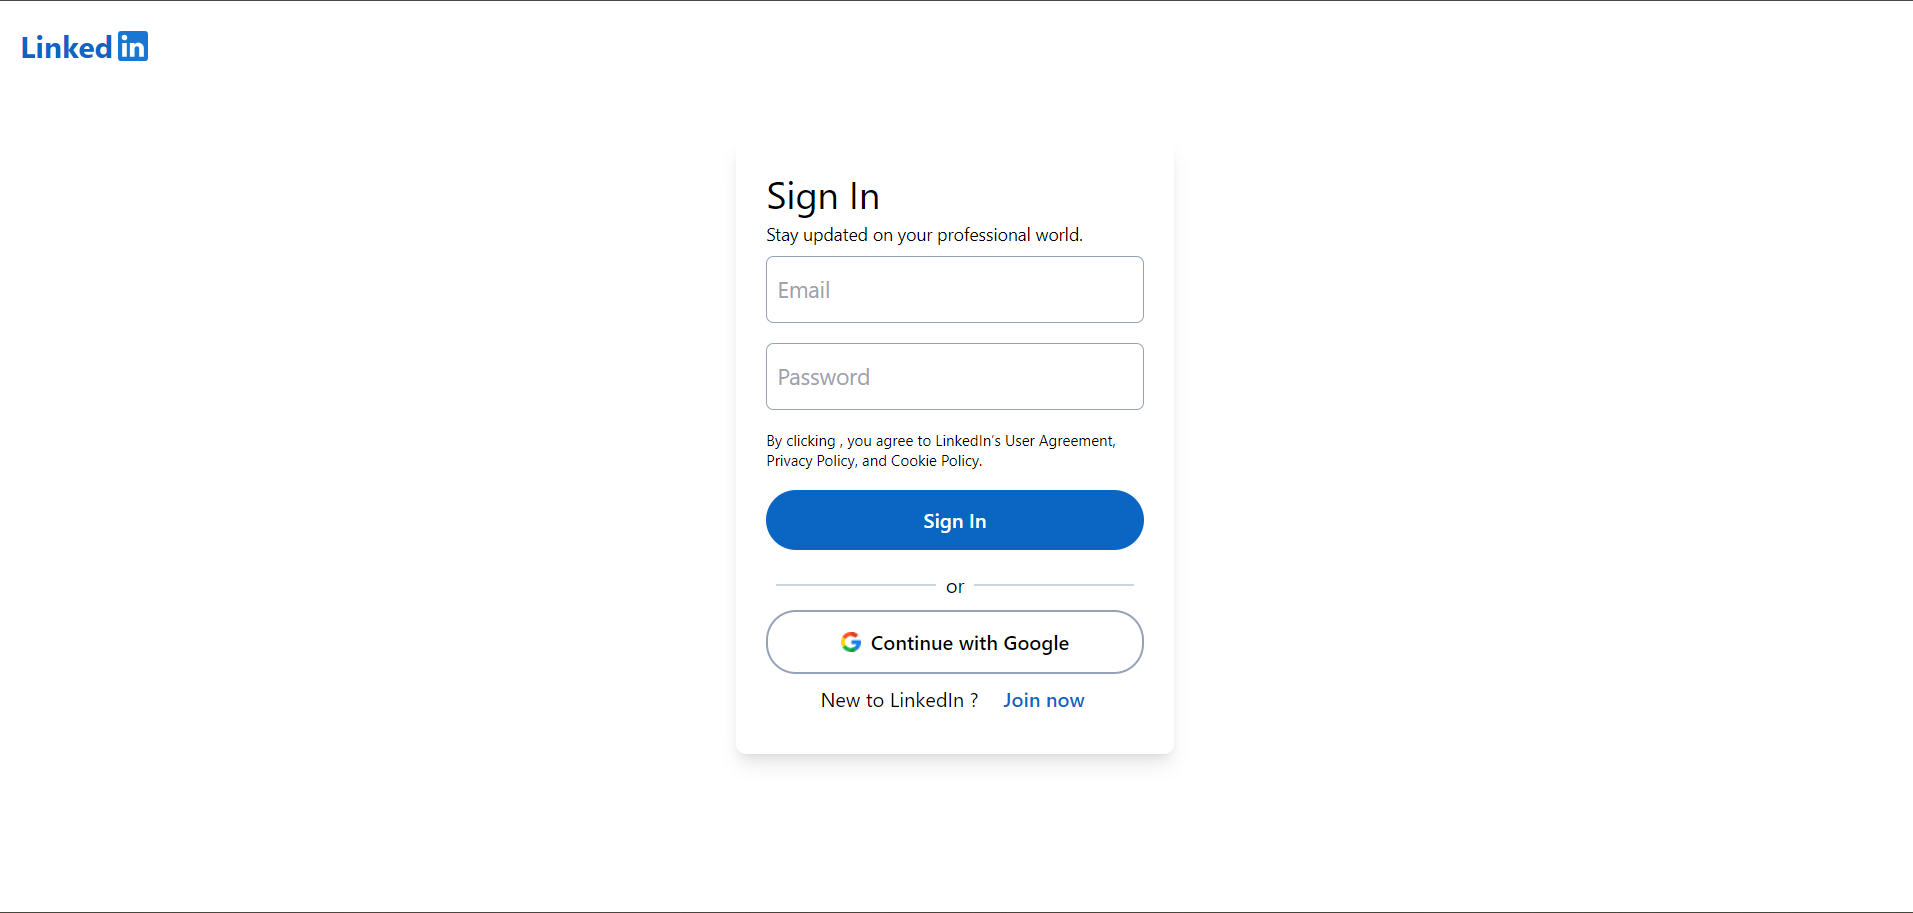 Linked in
Sign In
Stay updated on your professional world.
Email
Password
By clicking , you agree to LinkedIn's User Agreement,
Privacy Policy, and Cookie Policy.
Sign In
or
Continue with Google
New to LinkedIn ? Join now